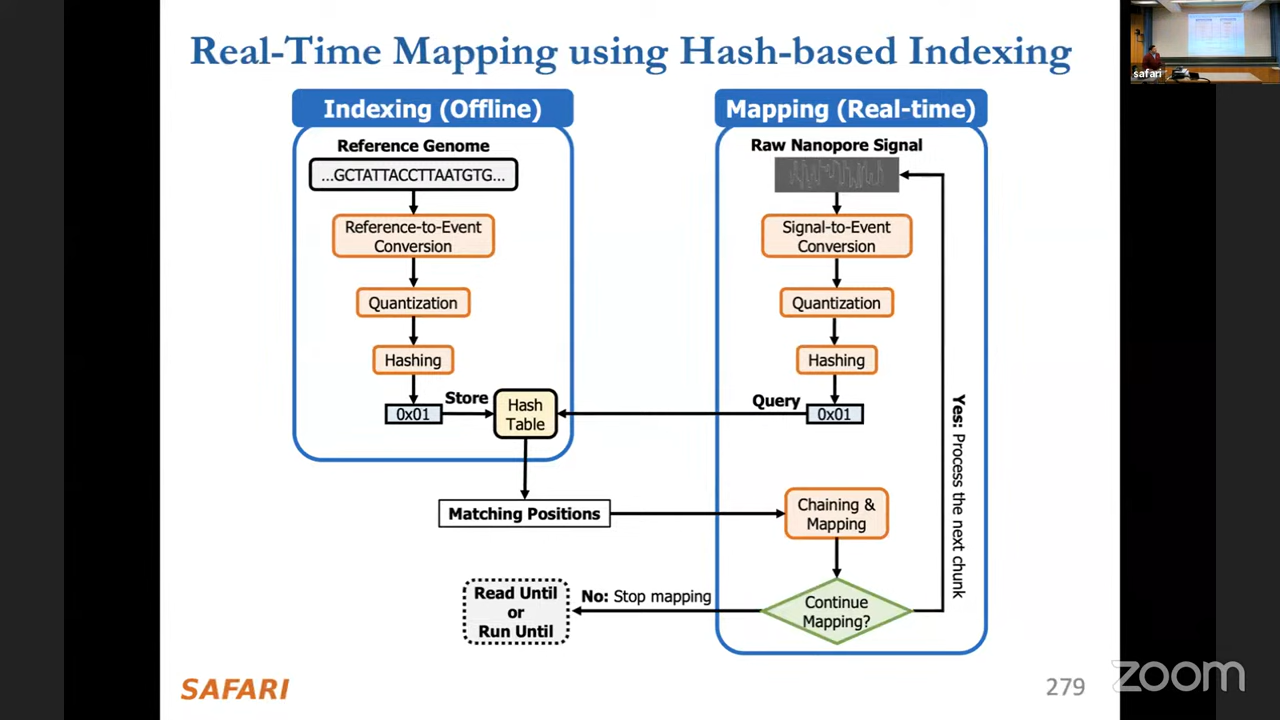 Real-Time Mapping using Hash-based Indexing
safari
Indexing (Offline)
Reference Genome
...GCTATTACCTTAATGTG...
Reference-to-Event
Conversion
Quantization
Hashing
0x01
Store
Hash
Table
Matching Positions
Mapping (Real-time)
Raw Nanopore Signal
Signal-to-Event
Conversion
Quantization
Hashing
Query
0x01
Chaining &
Mapping
Continue
Mapping?
Yes: Process the next chunk
No: Stop mapping
Read Until
or
Run Until
SAFARI
279
zoom